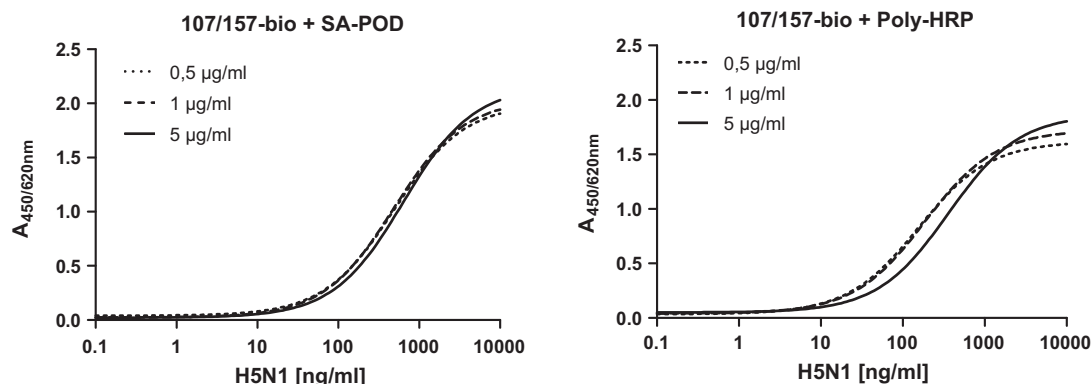 107/157-bio + SA-POD
2.5
2.0
1.5
1.0
0.5
0.0
A450/620nm
0,5 µg/ml
1 µg/ml
5 µg/ml
0.1 1 10 100 1000 10000
H5N1 [ng/ml]
107/157-bio + Poly-HRP
2.5
2.0
1.5
1.0
0.5
0.0
A450/620nm
0,5 µg/ml
1 µg/ml
5 µg/ml
0.1 1 10 100 1000 10000
H5N1 [ng/ml]